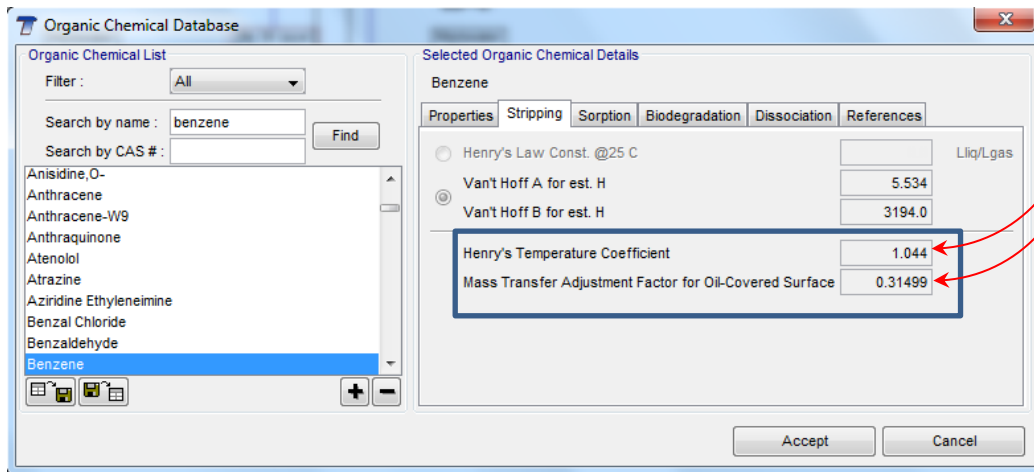 Organic Chemical Database
Organic Chemical List
Filter :
All
Search by name :
benzene
Find
Search by CAS # :
Anisidine,O-
Anthracene
Anthracene-W9
Anthraquinone
Atenolol
Atrazine
Aziridine Ethyleneimine
Benzal Chloride
Benzaldehyde
Benzene
Selected Organic Chemical Details
Benzene
Properties Stripping Sorption Biodegradation Dissociation References
Henry's Law Const. @25 C Lliq/Lgas
Van't Hoff A for est. H 5.534
Van't Hoff B for est. H 3194.0
Henry's Temperature Coefficient 1.044
Mass Transfer Adjustment Factor for Oil-Covered Surface 0.31499
Accept Cancel